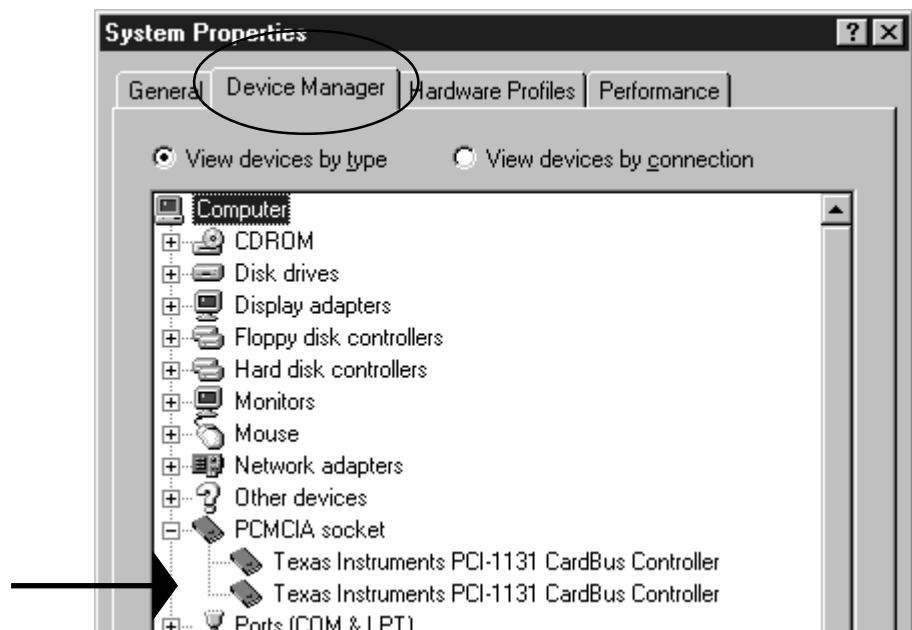 System Properties
General Device Manager Hardware Profiles Performance
View devices by type View devices by connection
Computer
CDROM
Disk drives
Display adapters
Floppy disk controllers
Hard disk controllers
Monitors
Mouse
Network adapters
Other devices
PCMCIA socket
Texas Instruments PCI-1131 CardBus Controller
Texas Instruments PCI-1131 CardBus Controller
Ports (COM & LPT)